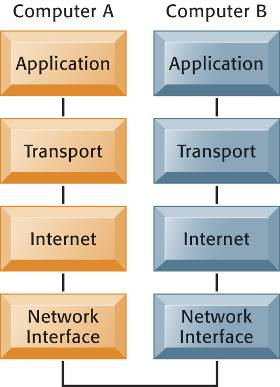 Computer A
Computer B
Application
Application
Transport
Transport
Internet
Internet
Network
Interface
Network
Interface